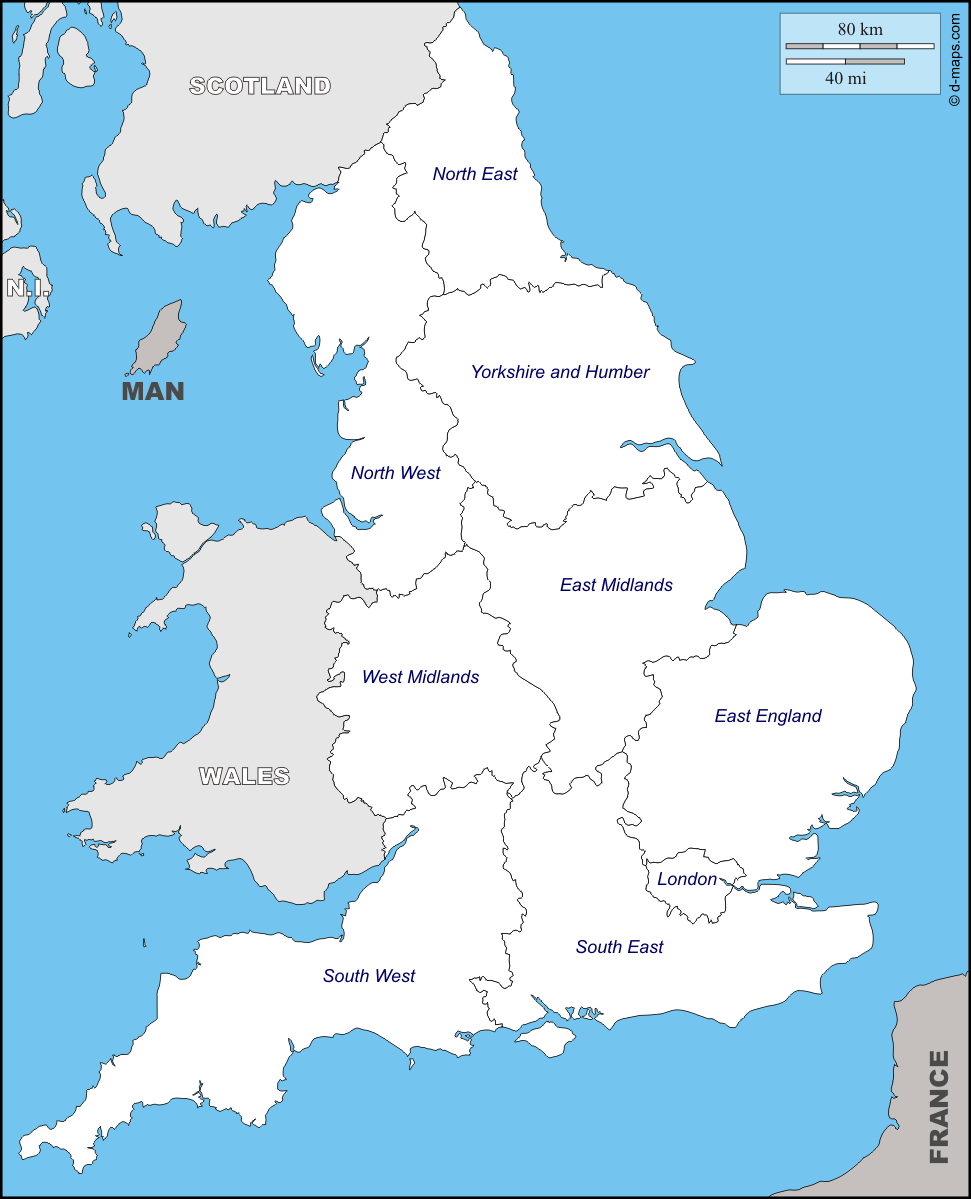 80 km
40 mi
© d-maps.com
SCOTLAND
North East
N.I.
MAN
Yorkshire and Humber
North West
East Midlands
West Midlands
East England
WALES
London
South East
South West
FRANCE